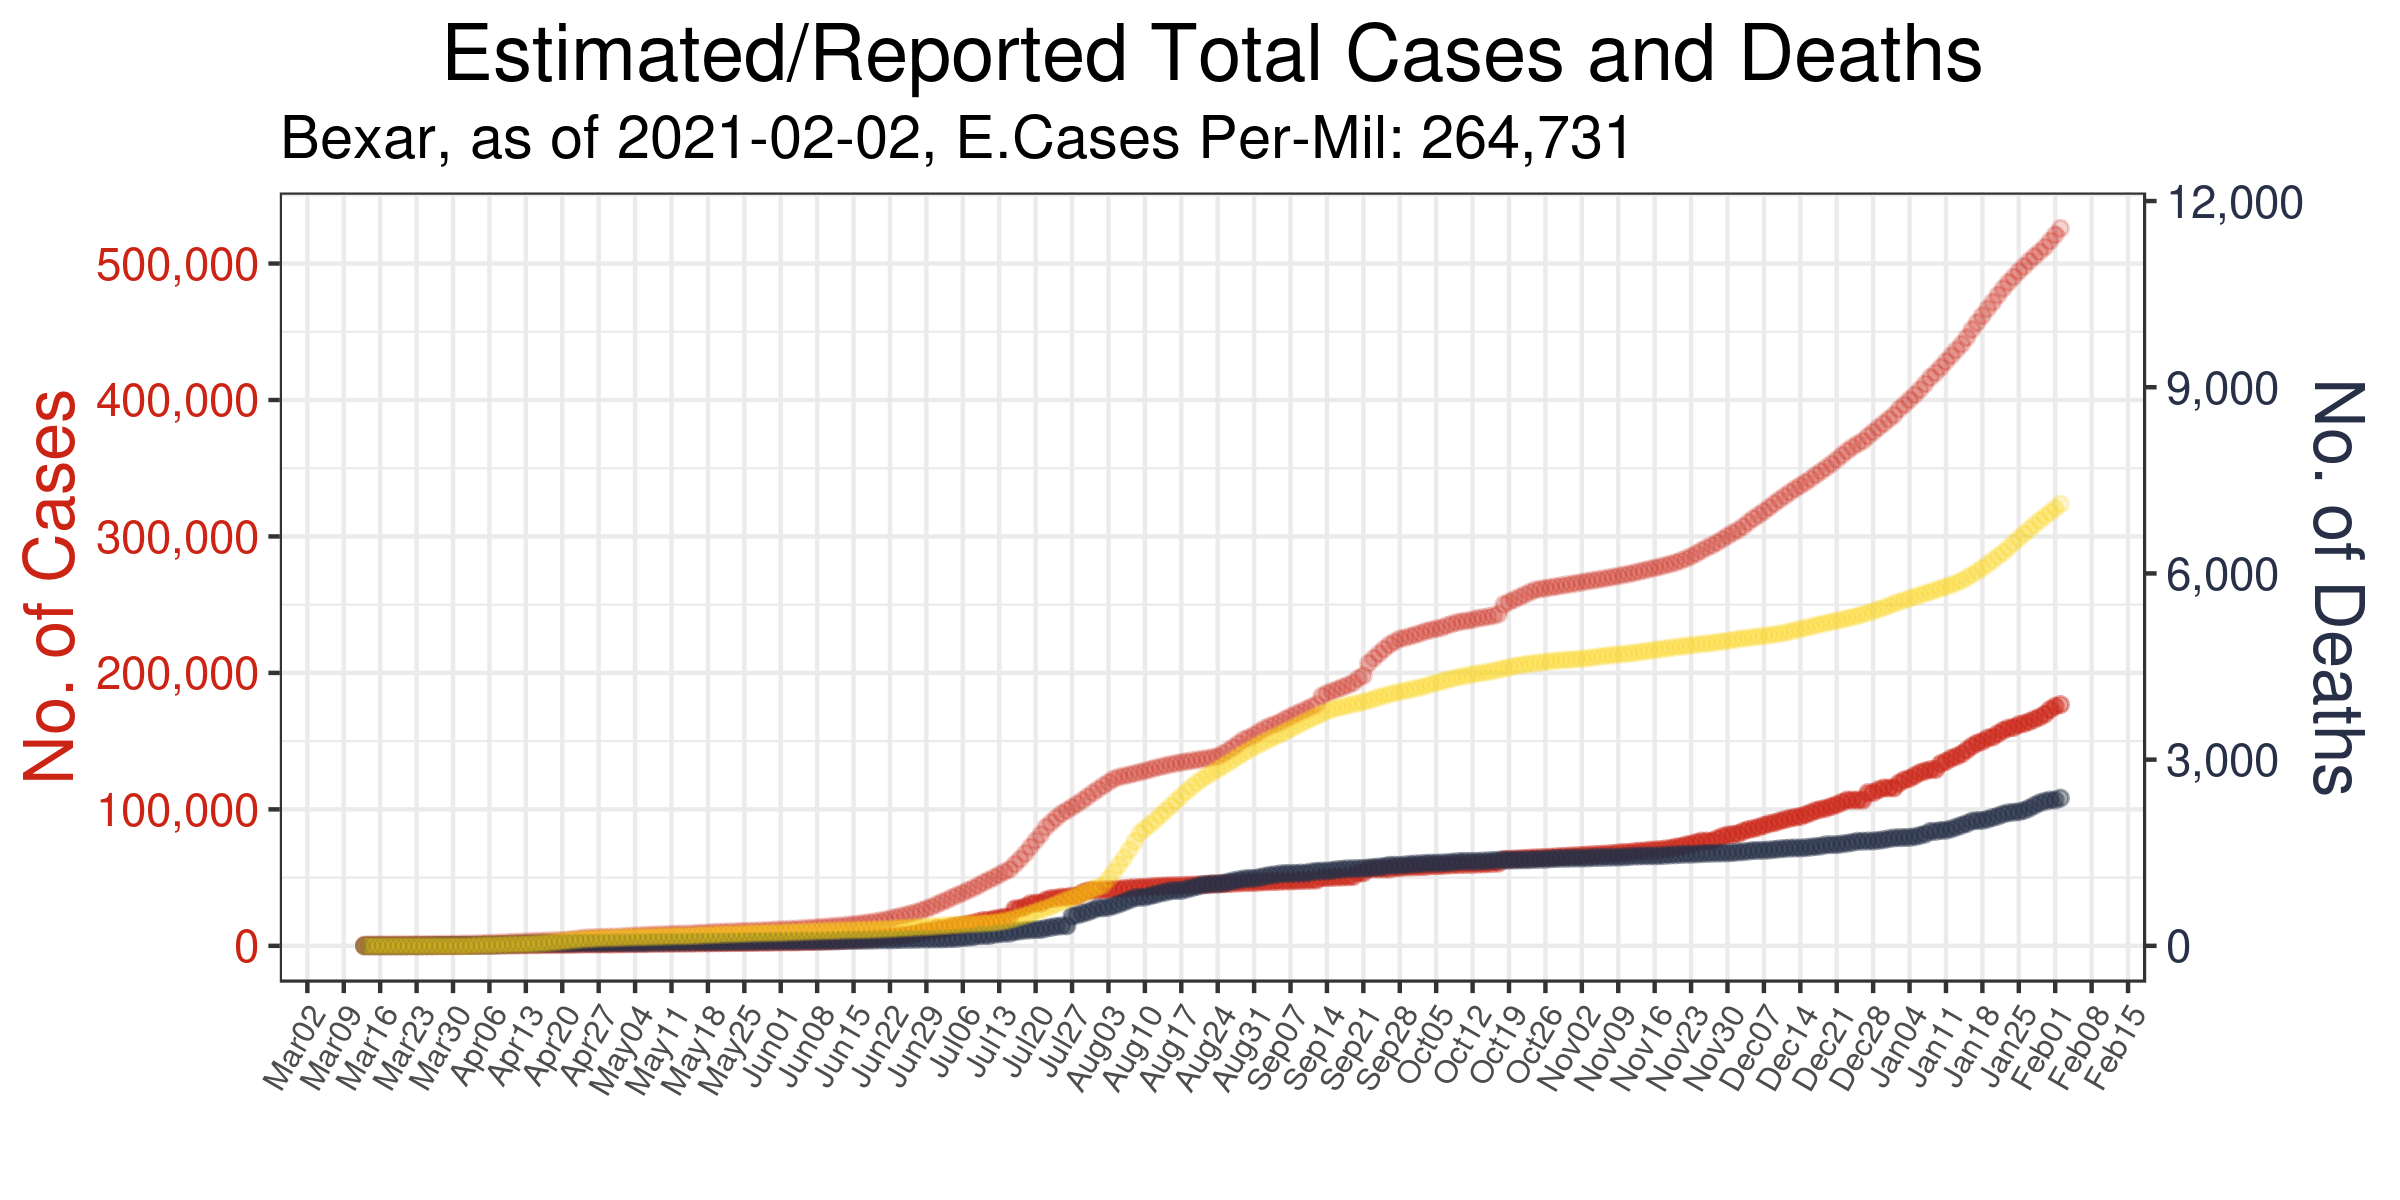 Estimated/Reported Total Cases and Deaths
Bexar, as of 2021-02-02, E.Cases Per-Mil: 264,731
No. of Cases
500,000
400,000
300,000
200,000
100,000
0
12,000
9,000
6,000
3,000
0
No. of Deaths
Mar02
Mar09
Mar16
Mar23
Mar30
Apr06
Apr13
Apr20
Apr27
May04
May11
May18
May25
Jun01
Jun08
Jun15
Jun22
Jun29
Jul06
Jul13
Jul20
Jul27
Aug03
Aug10
Aug17
Aug24
Aug31
Sep07
Sep14
Sep21
Sep28
Oct05
Oct12
Oct19
Oct26
Nov02
Nov09
Nov16
Nov23
Nov30
Dec07
Dec14
Dec21
Dec28
Jan04
Jan11
Jan18
Jan25
Feb01
Feb08
Feb15